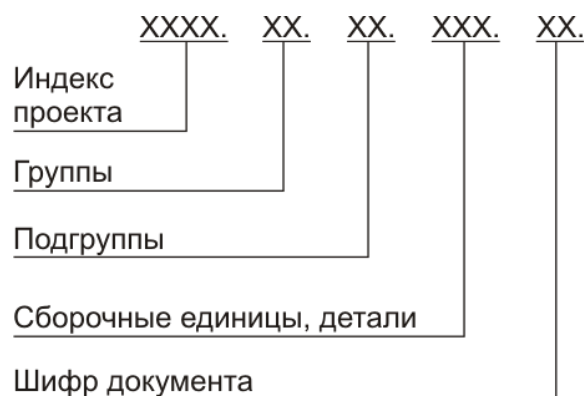 XXXX. XX. XX. XXX. XX.
Индекс
проекта
Группы
Подгруппы
Сборочные единицы, детали
Шифр документа